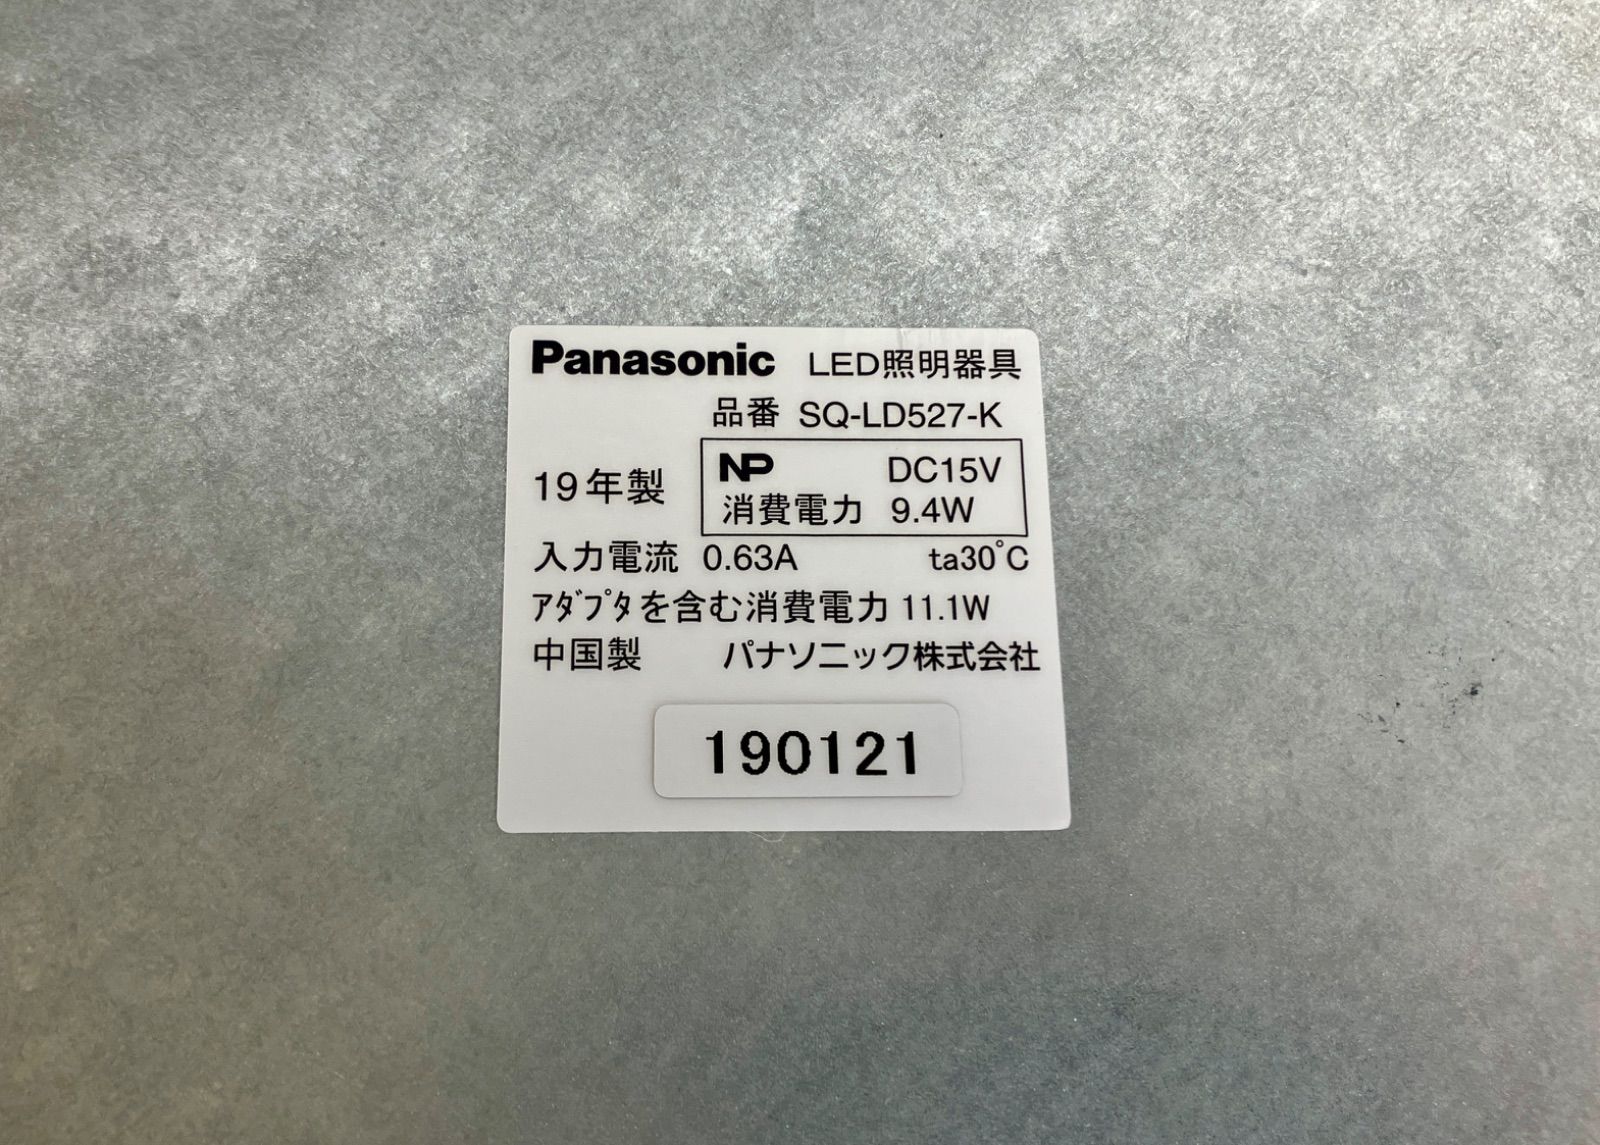 Panasonic LED照明器具
品番 SQ-LD527-K
19年製
NP DC15V
消費電力 9.4W
入力電流 0.63A ta30°C
アダプタを含む消費電力 11.1W
中国製 パナソニック株式会社
190121